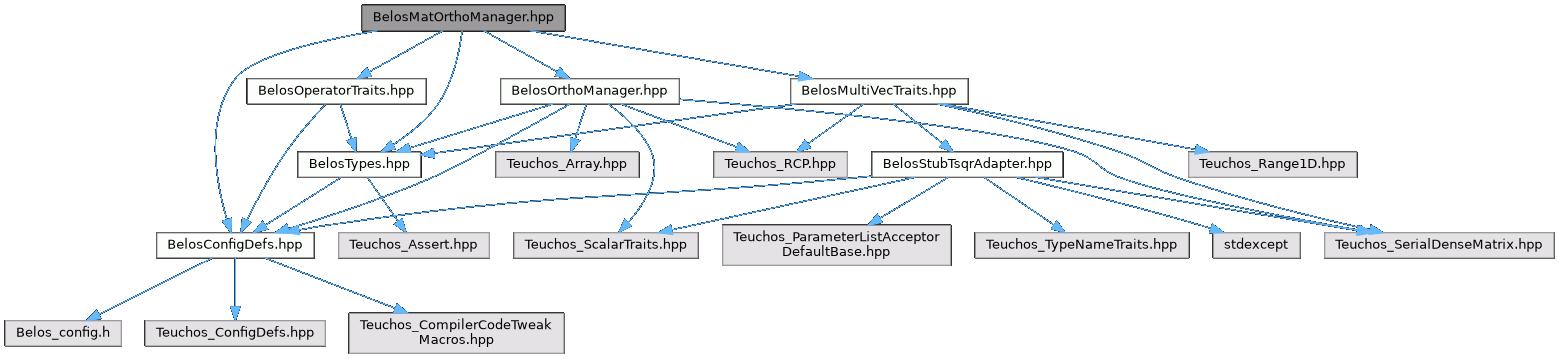 BelosMatOrthoManager.hpp
BelosOperatorTraits.hpp
BelosOrthoManager.hpp
BelosMultiVecTraits.hpp
BelosTypes.hpp
Teuchos_Array.hpp
Teuchos_RCP.hpp
BelosStubTsqrAdapter.hpp
Teuchos_Range1D.hpp
BelosConfigDefs.hpp
Teuchos_Assert.hpp
Teuchos_ScalarTraits.hpp
Teuchos_ParameterListAcceptor
DefaultBase.hpp
Teuchos_TypeNameTraits.hpp
stdexcept
Teuchos_SerialDenseMatrix.hpp
Belos_config.h
Teuchos_ConfigDefs.hpp
Teuchos_CompilerCodeTweak
Macros.hpp